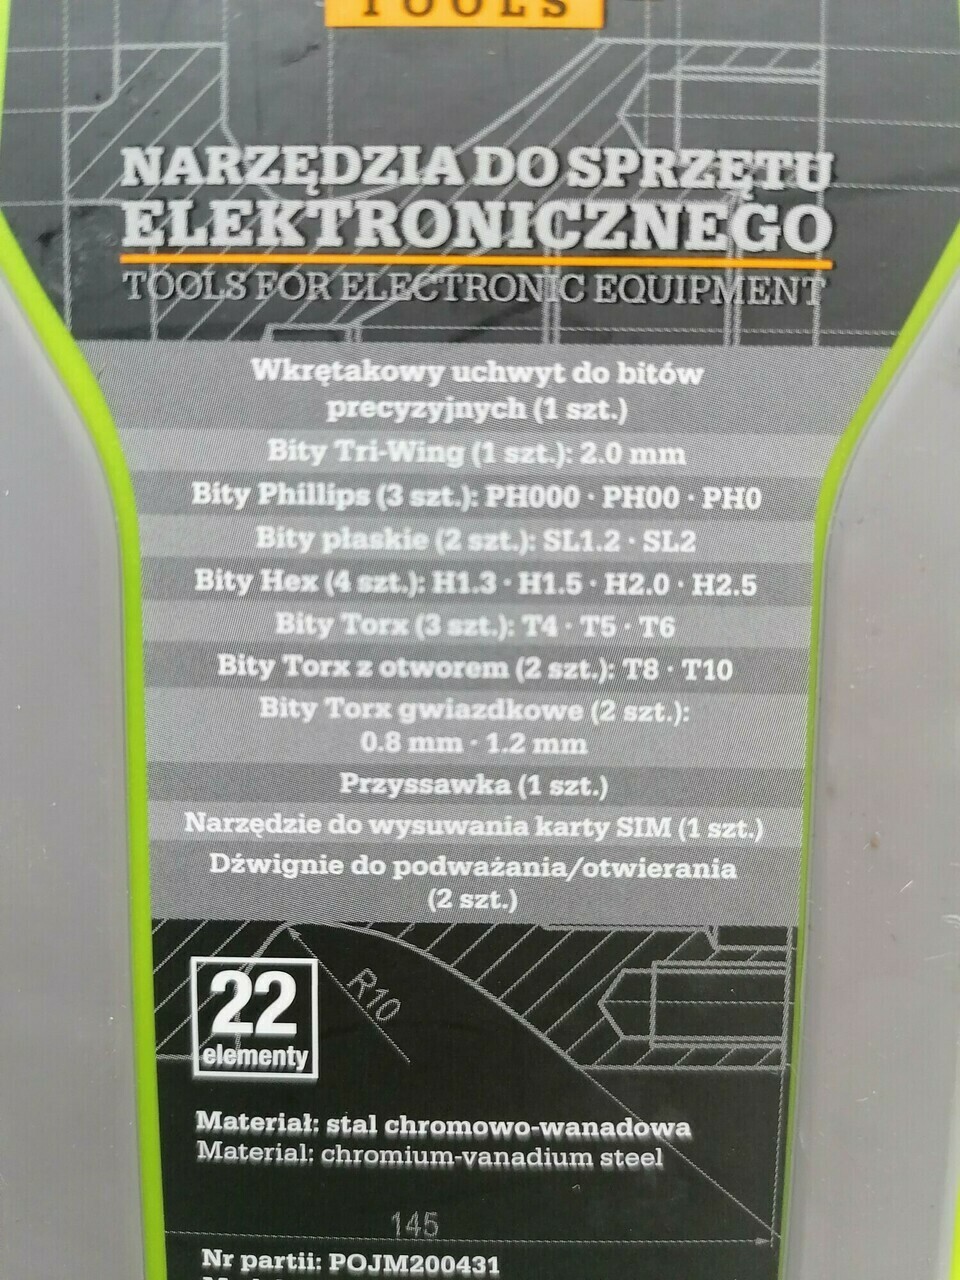 TOOLS
NARZĘDZIA DO SPRZĘTU
ELEKTRONICZNEGO
TOOLS FOR ELECTRONIC EQUIPMENT
Wkrętakowy uchwyt do bitów
precyzyjnych (1 szt.)
Bity Tri-Wing (1 szt.): 2.0 mm
Bity Phillips (3 szt.): PH000 · PH00 · PH0
Bity płaskie (2 szt.): SL1.2 · SL2
Bity Hex (4 szt.): H1.3 · H1.5 · H2.0 · H2.5
Bity Torx (3 szt.): T4 · T5 · T6
Bity Torx z otworem (2 szt.): T8 · T10
Bity Torx gwiazdkowe (2 szt.):
0.8 mm · 1.2 mm
Przyssawka (1 szt.)
Narzędzie do wysuwania karty SIM (1 szt.)
Dźwignie do podważania/otwierania
(2 szt.)
22
elementy
R10
Materiał: stal chromowo-wanadowa
Material: chromium-vanadium steel
145
Nr partii: POJM200431